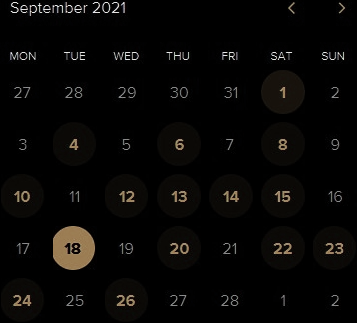 September 2021
MON TUE WED THU FRI SAT SUN
27 28 29 30 31 1 2
3 4 5 6 7 8 9
10 11 12 13 14 15 16
17 18 19 20 21 22 23
24 25 26 27 28 1 2